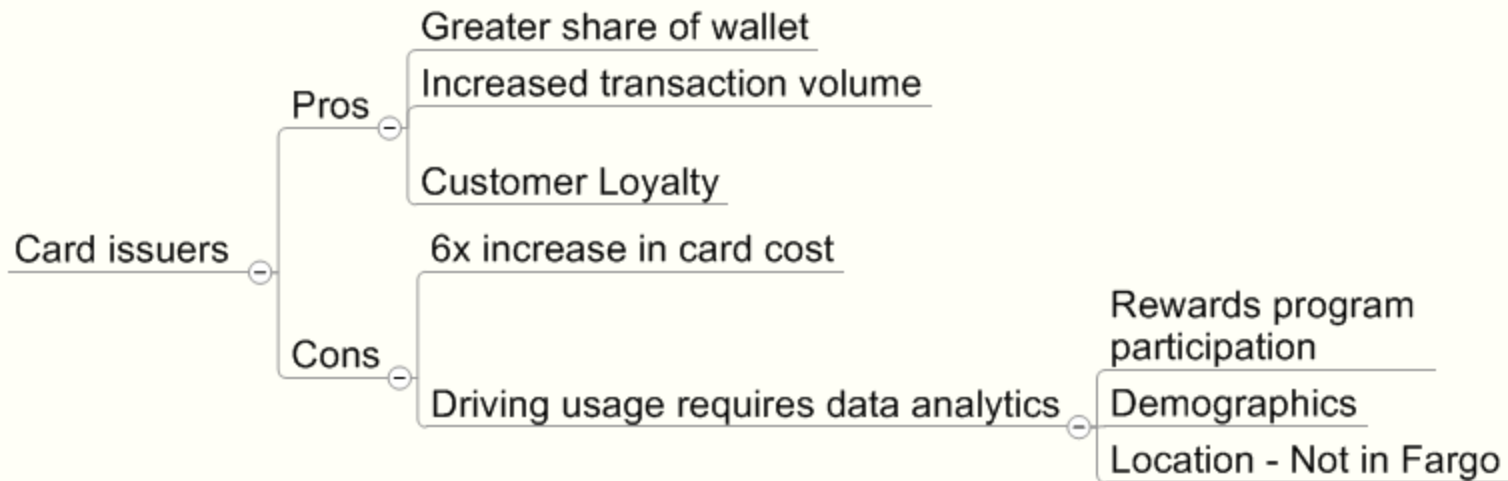 Greater share of wallet
Increased transaction volume
Pros
Customer Loyalty
Card issuers
6x increase in card cost
Cons
Driving usage requires data analytics
Rewards program
participation
Demographics
Location - Not in Fargo